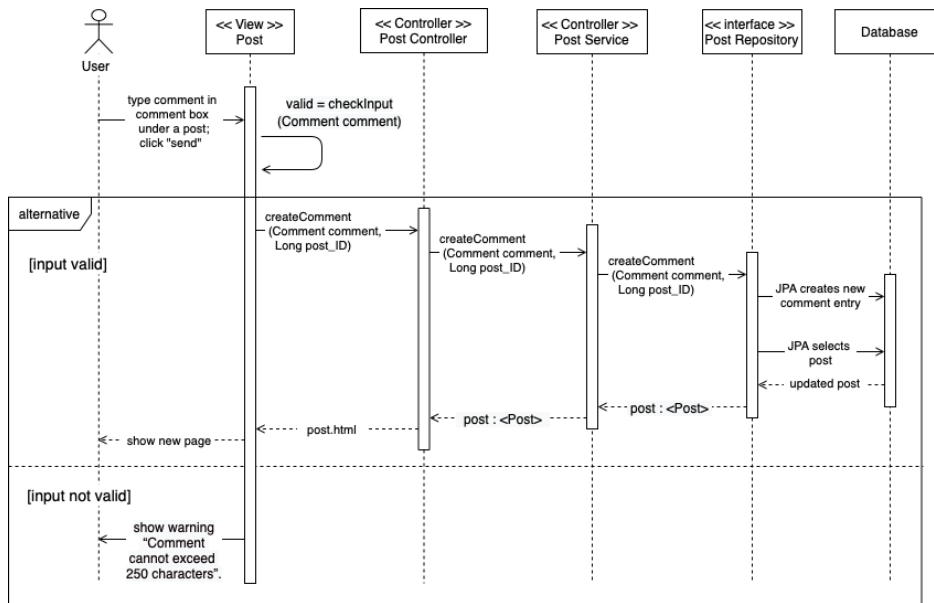 User
<< View >>
Post
<< Controller >>
Post Controller
<< Controller >>
Post Service
<< interface >>
Post Repository
Database
type comment in
comment box
under a post;
click "send"
valid = checkInput
(Comment comment)
alternative
[input valid]
createComment
(Comment comment,
Long post_ID)
createComment
(Comment comment,
Long post_ID)
createComment
(Comment comment,
Long post_ID)
JPA creates new
comment entry
JPA selects
post
updated post
post : <Post>
post : <Post>
post.html
show new page
[input not valid]
show warning
“Comment
cannot exceed
250 characters”.